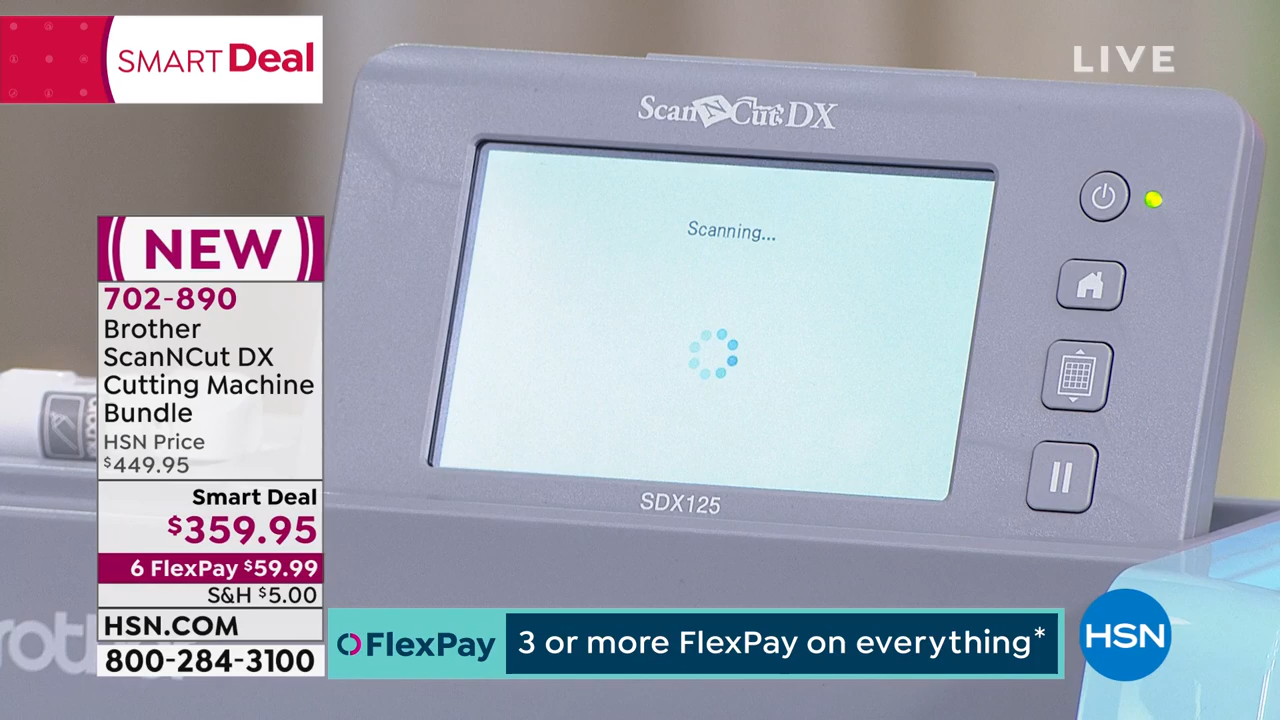 SMART Deal
LIVE
ScanNCut DX
Scanning...
SDX125
((NEW))
702-890
Brother
ScanNCut DX
Cutting Machine
Bundle
HSN Price
$449.95
Smart Deal
$359.95
6 FlexPay $59.99
S&H $5.00
HSN.COM
800-284-3100
FlexPay
3 or more FlexPay on everything*
HSN